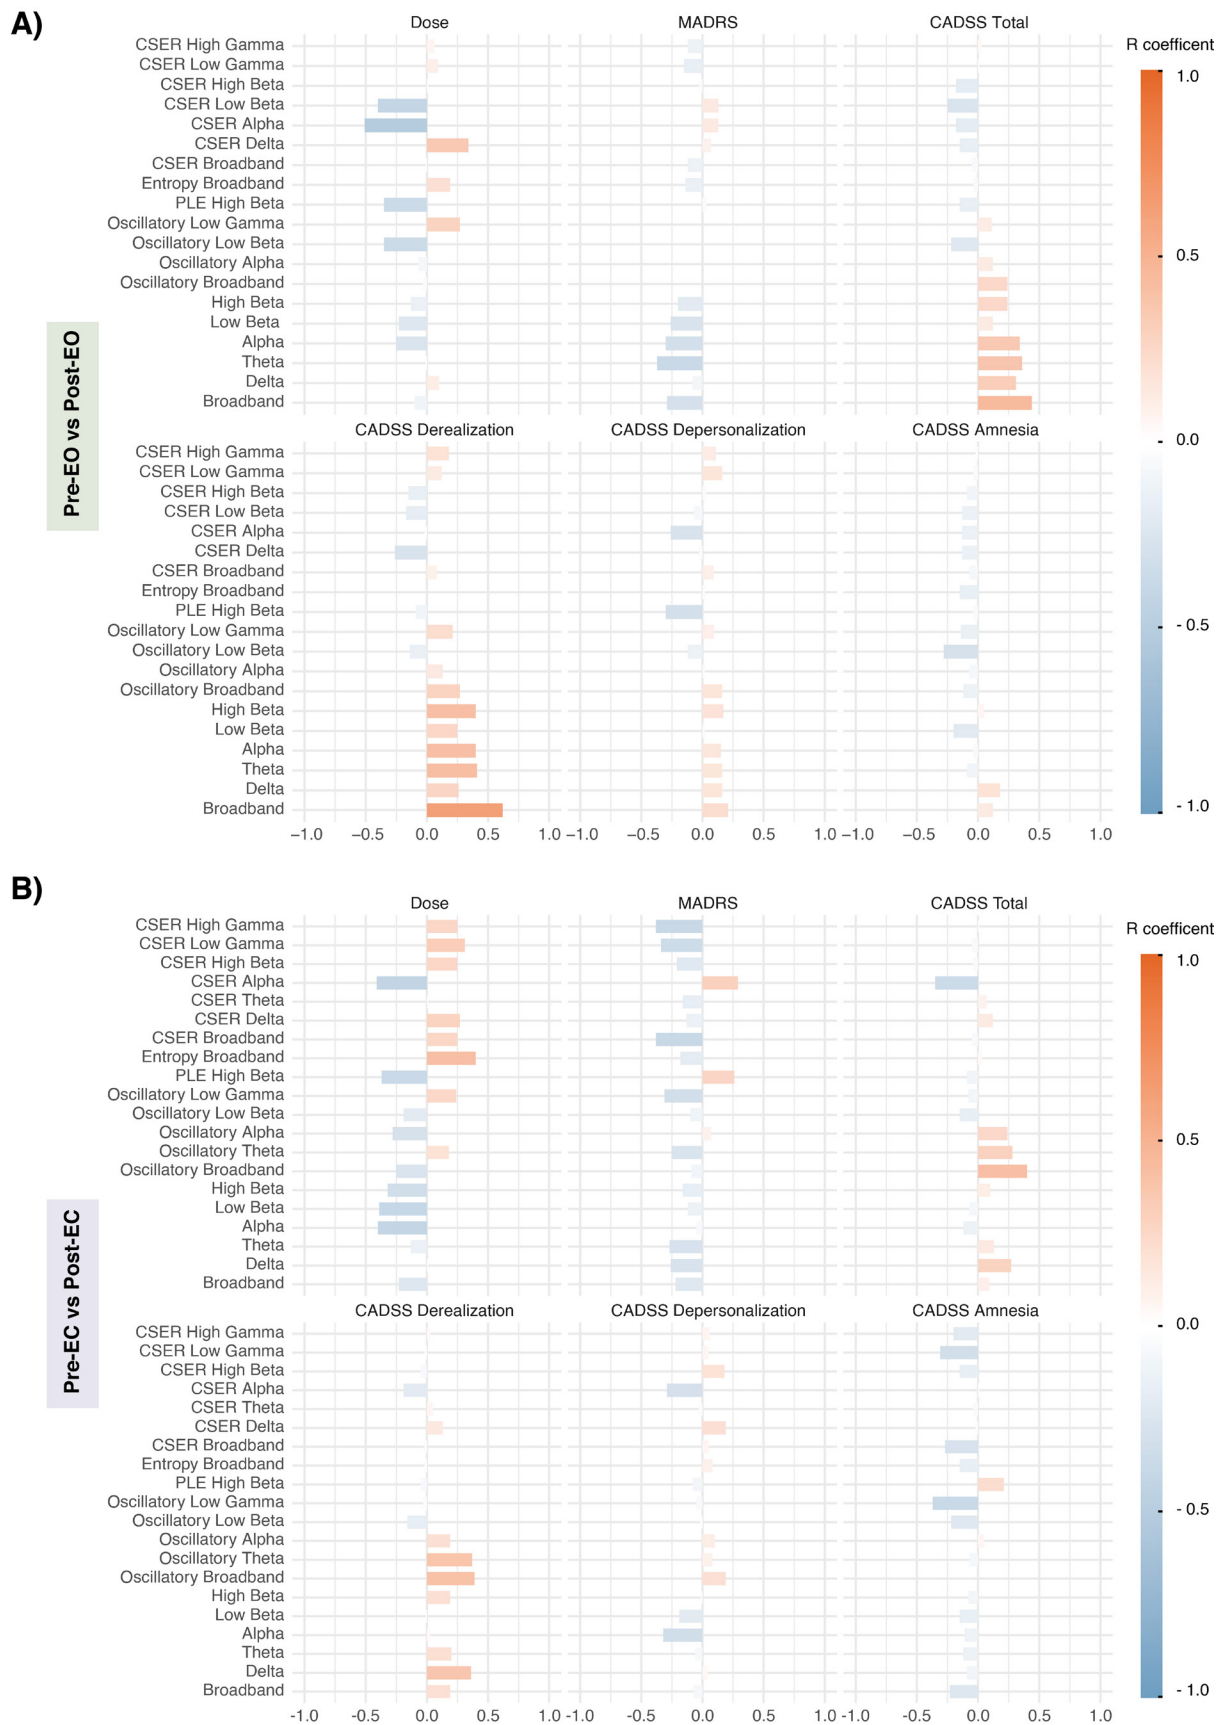 A)
Dose MADRS CADSS Total
R coefficent
CSER High Gamma
CSER Low Gamma
CSER High Beta
CSER Low Beta
CSER Alpha
CSER Delta
CSER Broadband
Entropy Broadband
PLE High Beta
Oscillatory Low Gamma
Oscillatory Low Beta
Oscillatory Alpha
Oscillatory Broadband
High Beta
Low Beta
Alpha
Theta
Delta
Broadband
1.0
0.5
0.0
- 0.5
- 1.0
Pre-EO vs Post-EO
CADSS Derealization CADSS Depersonalization CADSS Amnesia
CSER High Gamma
CSER Low Gamma
CSER High Beta
CSER Low Beta
CSER Alpha
CSER Delta
CSER Broadband
Entropy Broadband
PLE High Beta
Oscillatory Low Gamma
Oscillatory Low Beta
Oscillatory Alpha
Oscillatory Broadband
High Beta
Low Beta
Alpha
Theta
Delta
Broadband
−1.0 −0.5 0.0 0.5 1.0 −1.0 −0.5 0.0 0.5 1.0 −1.0 −0.5 0.0 0.5 1.0
B)
Dose MADRS CADSS Total
R coefficent
CSER High Gamma
CSER Low Gamma
CSER High Beta
CSER Alpha
CSER Theta
CSER Delta
CSER Broadband
Entropy Broadband
PLE High Beta
Oscillatory Low Gamma
Oscillatory Low Beta
Oscillatory Alpha
Oscillatory Theta
Oscillatory Broadband
High Beta
Low Beta
Alpha
Theta
Delta
Broadband
1.0
0.5
0.0
- 0.5
- 1.0
Pre-EC vs Post-EC
CADSS Derealization CADSS Depersonalization CADSS Amnesia
CSER High Gamma
CSER Low Gamma
CSER High Beta
CSER Alpha
CSER Theta
CSER Delta
CSER Broadband
Entropy Broadband
PLE High Beta
Oscillatory Low Gamma
Oscillatory Low Beta
Oscillatory Alpha
Oscillatory Theta
Oscillatory Broadband
High Beta
Low Beta
Alpha
Theta
Delta
Broadband
-1.0 -0.5 0.0 0.5 -1.0 -0.5 0.0 0.5 -1.0 -0.5 0.0 0.5 1.0